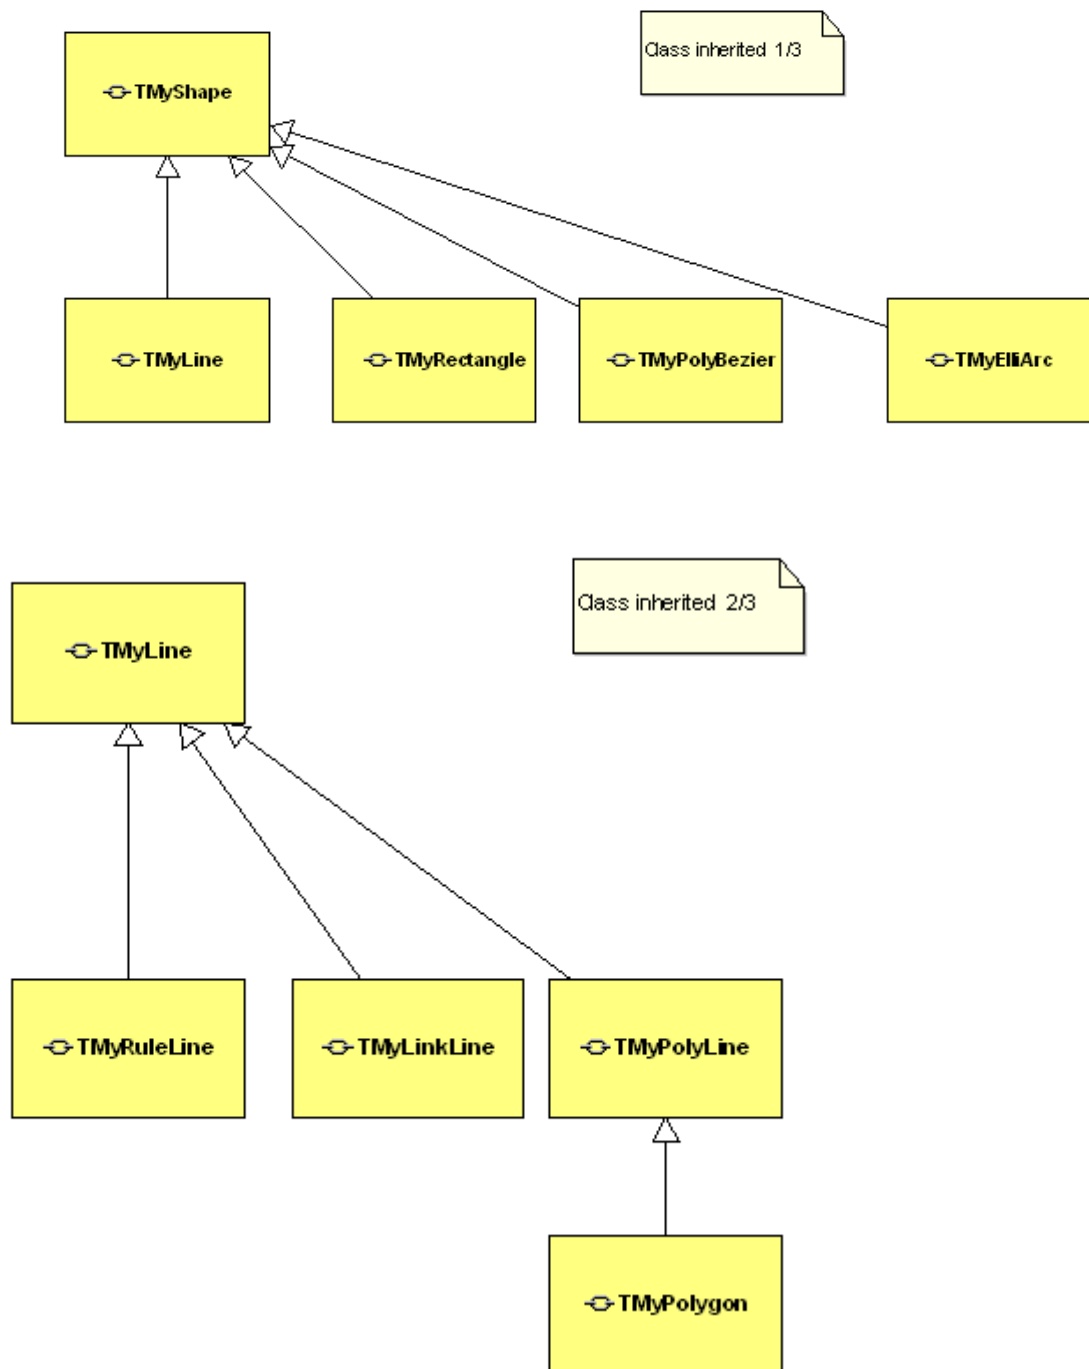 Class inherited 1/3
TMyShape
TMyLine
TMyRectangle
TMyPolyBezier
TMyElliArc
Class inherited 2/3
TMyLine
TMyRuleLine
TMyLinkLine
TMyPolyLine
TMyPolygon